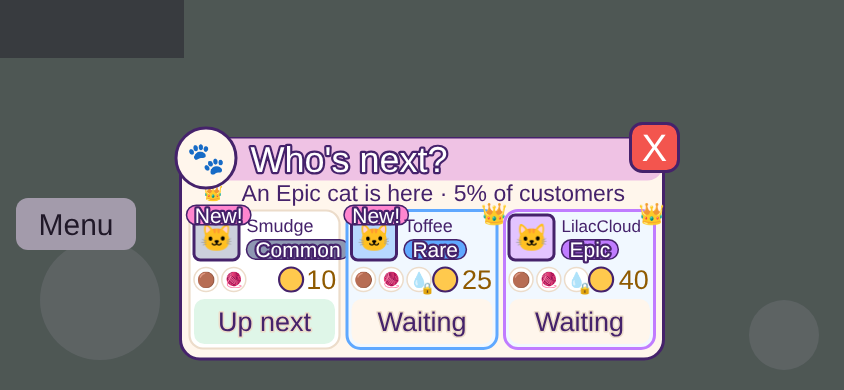 Who's next?
X
An Epic cat is here · 5% of customers
Menu
New!
Smudge
Common
10
Up next
New!
Toffee
Rare
25
Waiting
LilacCloud
Epic
40
Waiting